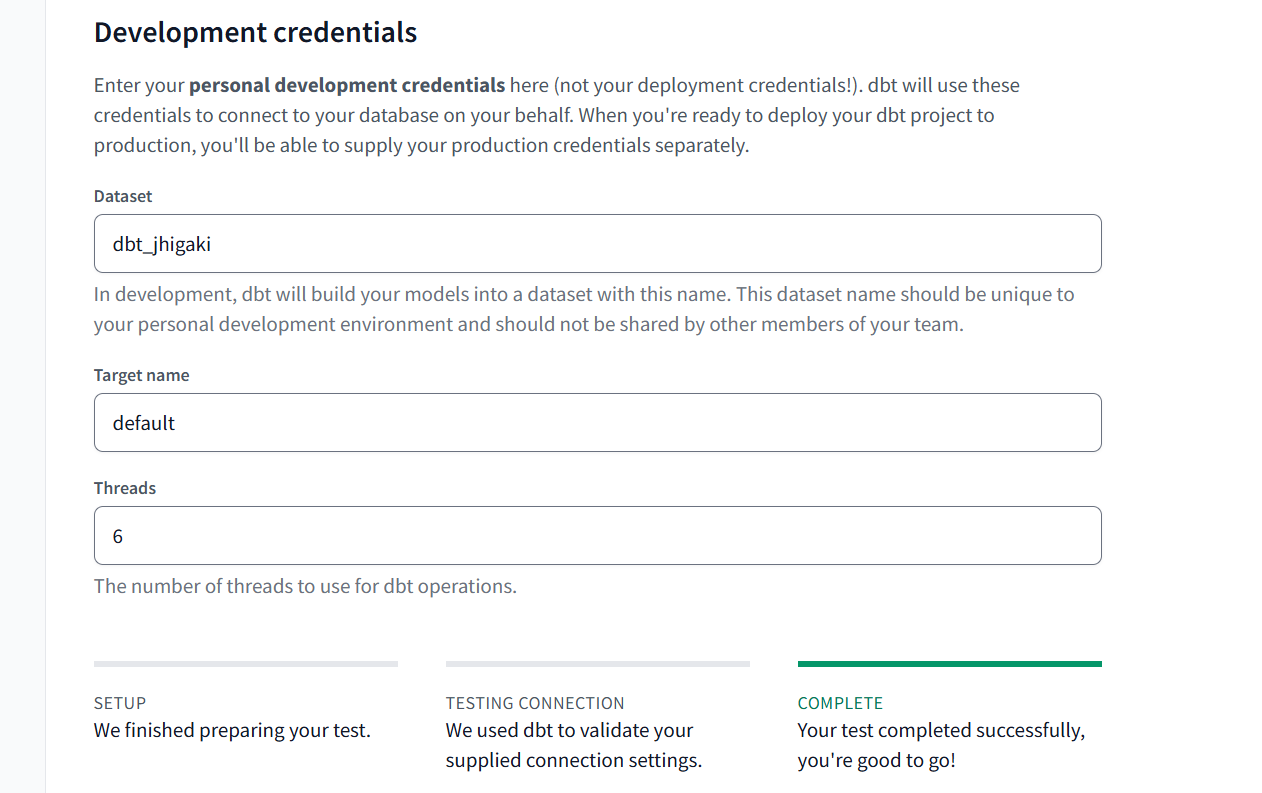 Development credentials
Enter your personal development credentials here (not your deployment credentials!). dbt will use these
credentials to connect to your database on your behalf. When you're ready to deploy your dbt project to
production, you'll be able to supply your production credentials separately.
Dataset
dbt_jhigaki
In development, dbt will build your models into a dataset with this name. This dataset name should be unique to
your personal development environment and should not be shared by other members of your team.
Target name
default
Threads
6
The number of threads to use for dbt operations.
SETUP
We finished preparing your test.
TESTING CONNECTION
We used dbt to validate your
supplied connection settings.
COMPLETE
Your test completed successfully,
you're good to go!